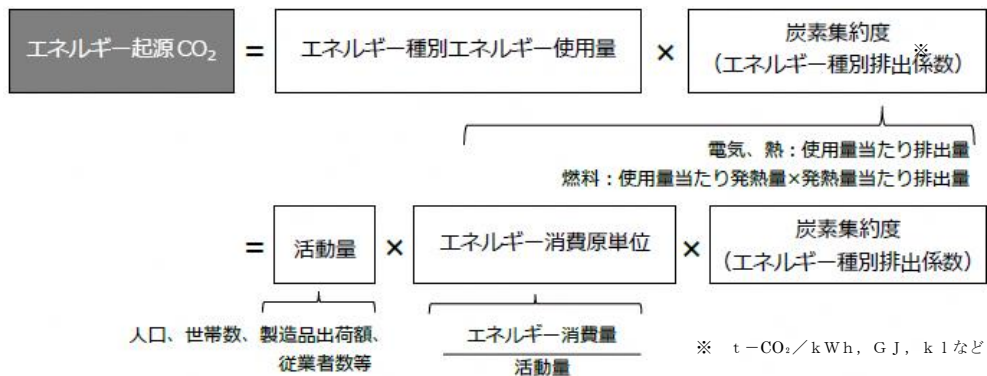 エネルギー起源CO₂ = エネルギー種別エネルギー使用量 × 炭素集約度
（エネルギー種別排出係数）※
電気、熱：使用量当たり排出量
燃料：使用量当たり発熱量×発熱量当たり排出量
= 活動量 × エネルギー消費原単位 × 炭素集約度
（エネルギー種別排出係数）
人口、世帯数、製造品出荷額、
従業者数等
エネルギー消費量
活動量
※　ｔ－CO₂／ｋWh，ＧＪ，ｋｌなど